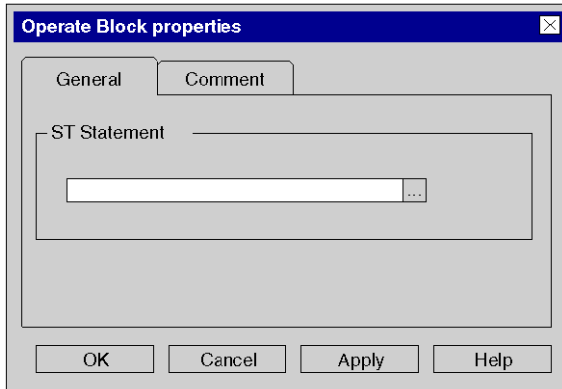 Operate Block properties
General Comment
ST Statement
...
OK Cancel Apply Help